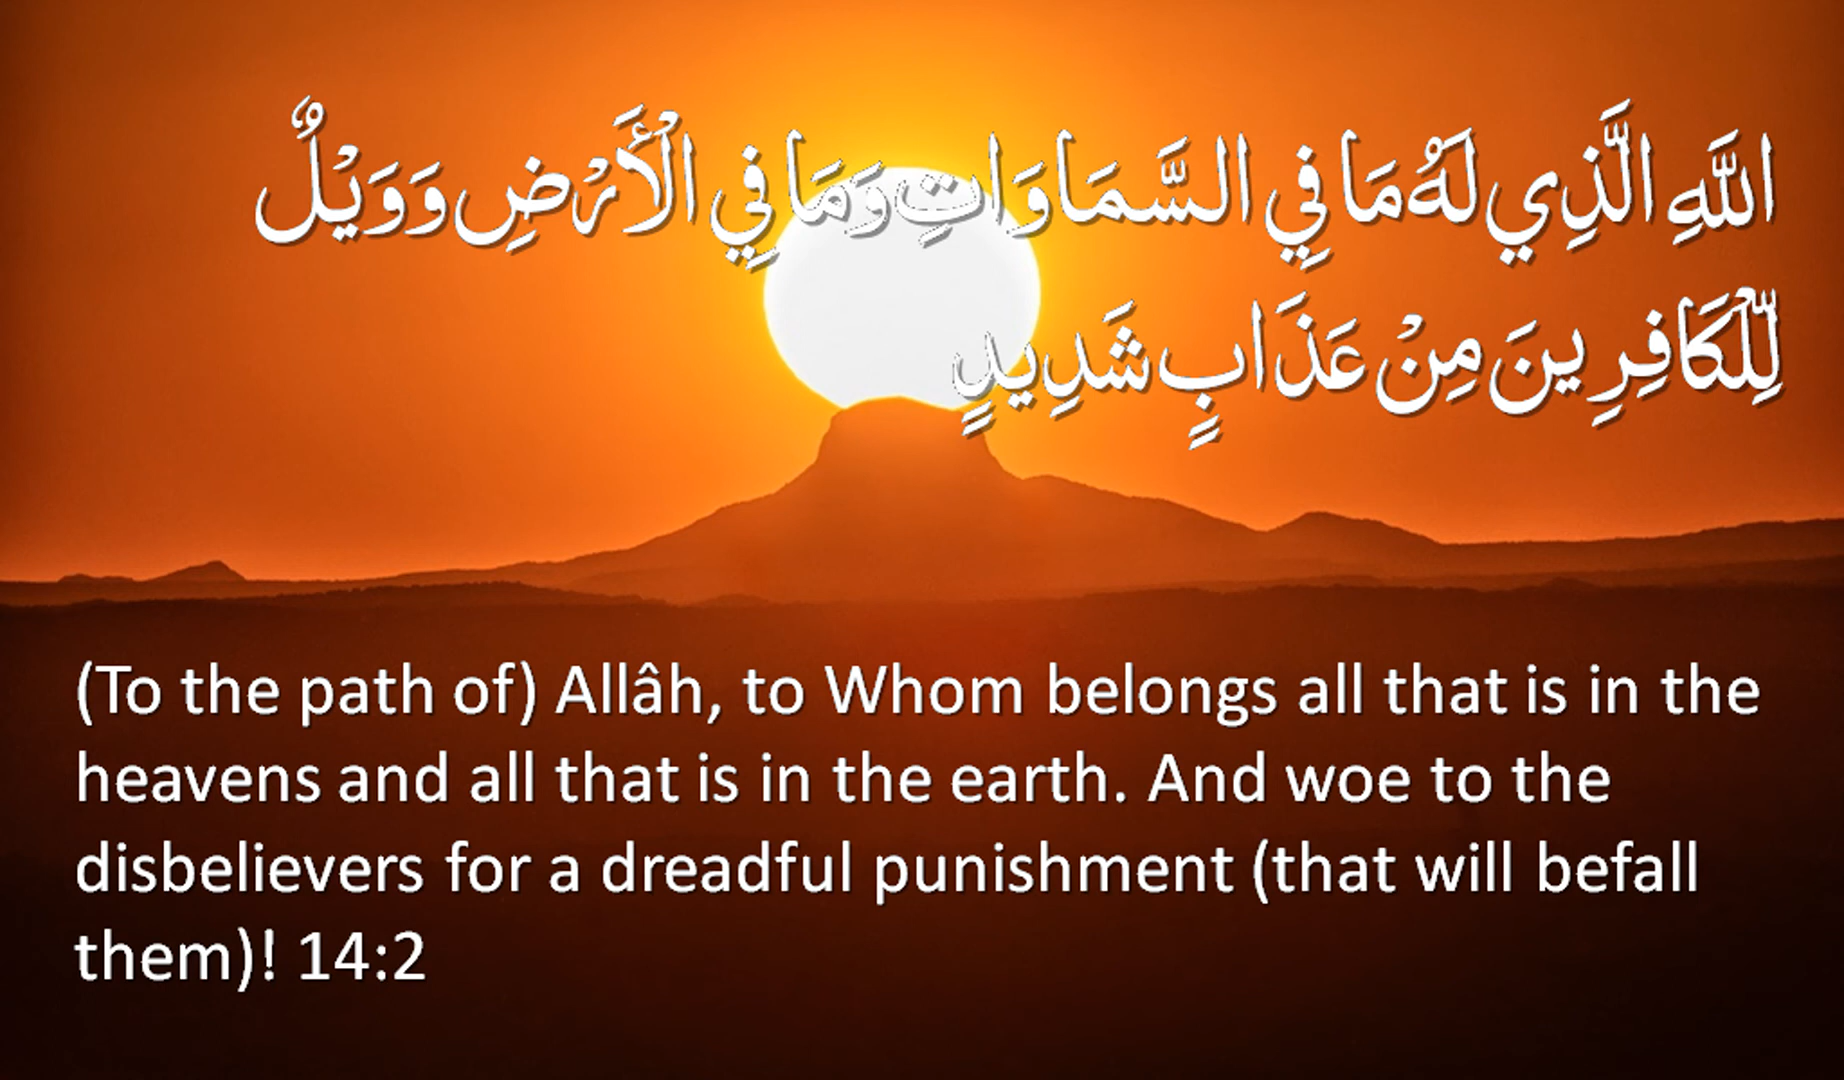 اللَّهِ الَّذِي لَهُ مَا فِي السَّمَاوَاتِ وَمَا فِي الْأَرْضِ وَوَيْلٌ
لِّلْكَافِرِينَ مِنْ عَذَابٍ شَدِيدٍ
(To the path of) Allâh, to Whom belongs all that is in the
heavens and all that is in the earth. And woe to the
disbelievers for a dreadful punishment (that will befall
them)! 14:2